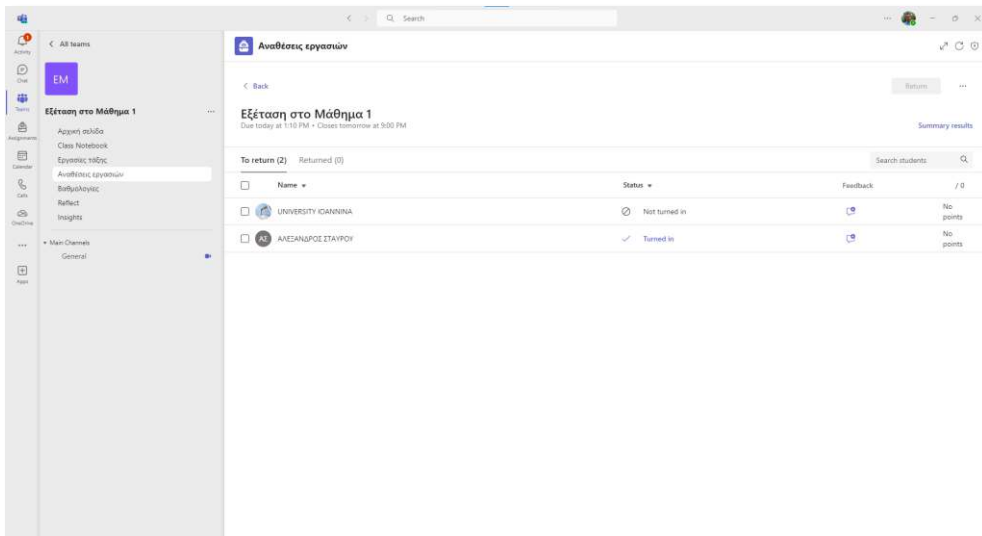 Search
Activity
Chat
Teams
Assignments
Calendar
Calls
OneDrive
Apps
All teams
EM
Εξέταση στο Μάθημα 1
Αρχική σελίδα
Class Notebook
Εργασίες τάξης
Αναθέσεις εργασιών
Βαθμολογίες
Reflect
Insights
Main Channels
General
Αναθέσεις εργασιών
Back
Return
Εξέταση στο Μάθημα 1
Due today at 1:10 PM • Closes tomorrow at 9:00 PM
Summary results
To return (2) Returned (0)
Search students
Name Status Feedback / 0
UNIVERSITY IOANNINA Not turned in No points
ΑΣ ΑΛΕΞΑΝΔΡΟΣ ΣΤΑΥΡΟΥ Turned in No points